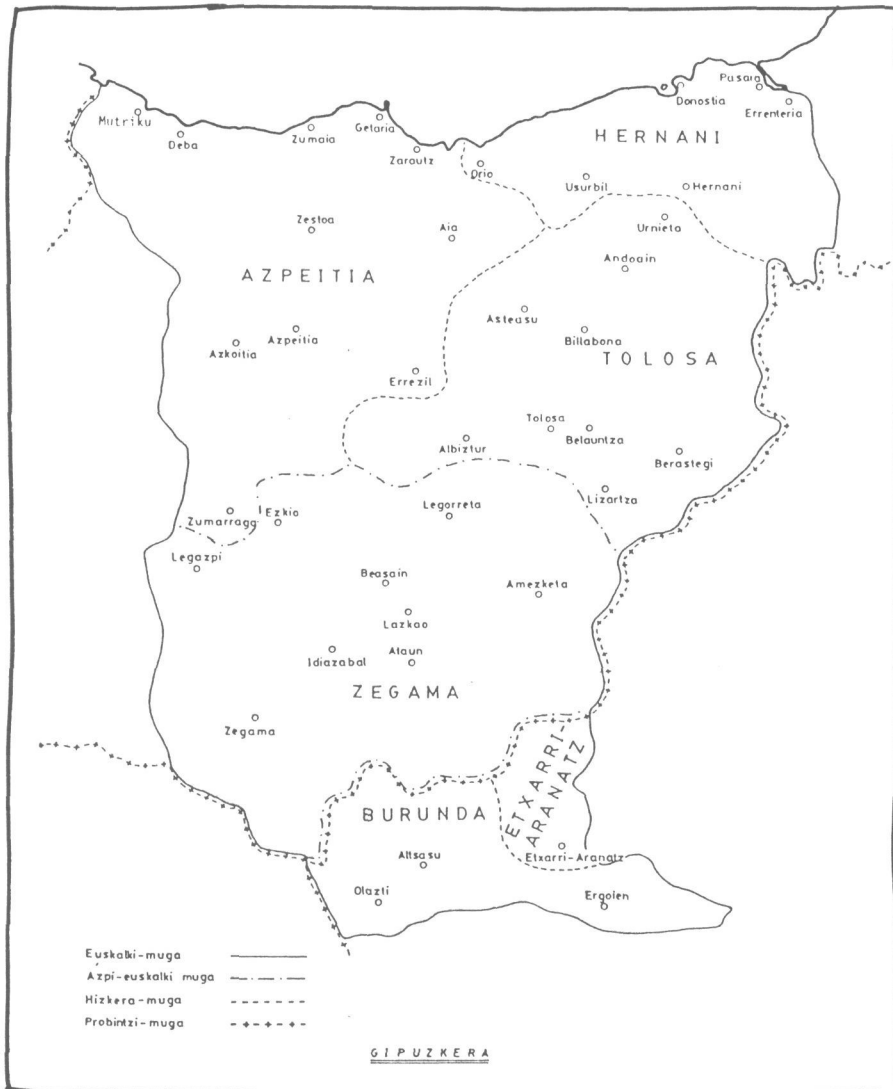 Pasaia
Donostia
Errenteria
Mutriku
Getaria
Deba
Zumaia
HERNANI
Zarautz
Orio
Usurbil
Hernani
Zestoa
Aia
Urnieta
Andoain
AZPEITIA
Asteasu
Azpeitia
Billabona
Azkoitia
TOLOSA
Errezil
Tolosa
Belauntza
Albiztur
Berastegi
Lizartza
Legorreta
Zumarragg
Ezkio
Legazpi
Beasain
Amezketa
Lazkao
Idiazabal
Ataun
ZEGAMA
Zegama
ETXARRI-
ARANATZ
BURUNDA
Altsasu
Etxarri-Aranatz
Olazti
Ergoien
Euskalki-muga
Azpi-euskalki muga
Hizkera-muga
Probintzi-muga
GIPUZKERA